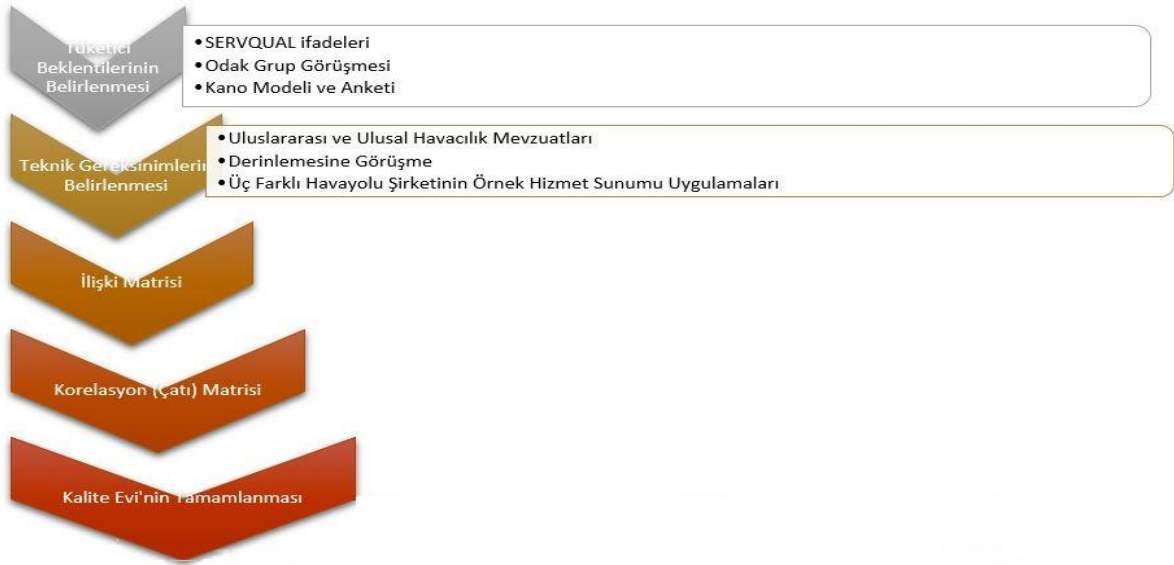 Tüketici
Beklentilerinin
Belirlenmesi
•SERVQUAL ifadeleri
•Odak Grup Görüşmesi
•Kano Modeli ve Anketi
Teknik Gereksinimlerin
Belirlenmesi
•Uluslararası ve Ulusal Havacılık Mevzuatları
•Derinlemesine Görüşme
•Üç Farklı Havayolu Şirketinin Örnek Hizmet Sunumu Uygulamaları
İlişki Matrisi
Korelasyon (Çatı) Matrisi
Kalite Evi'nin Tamamlanması